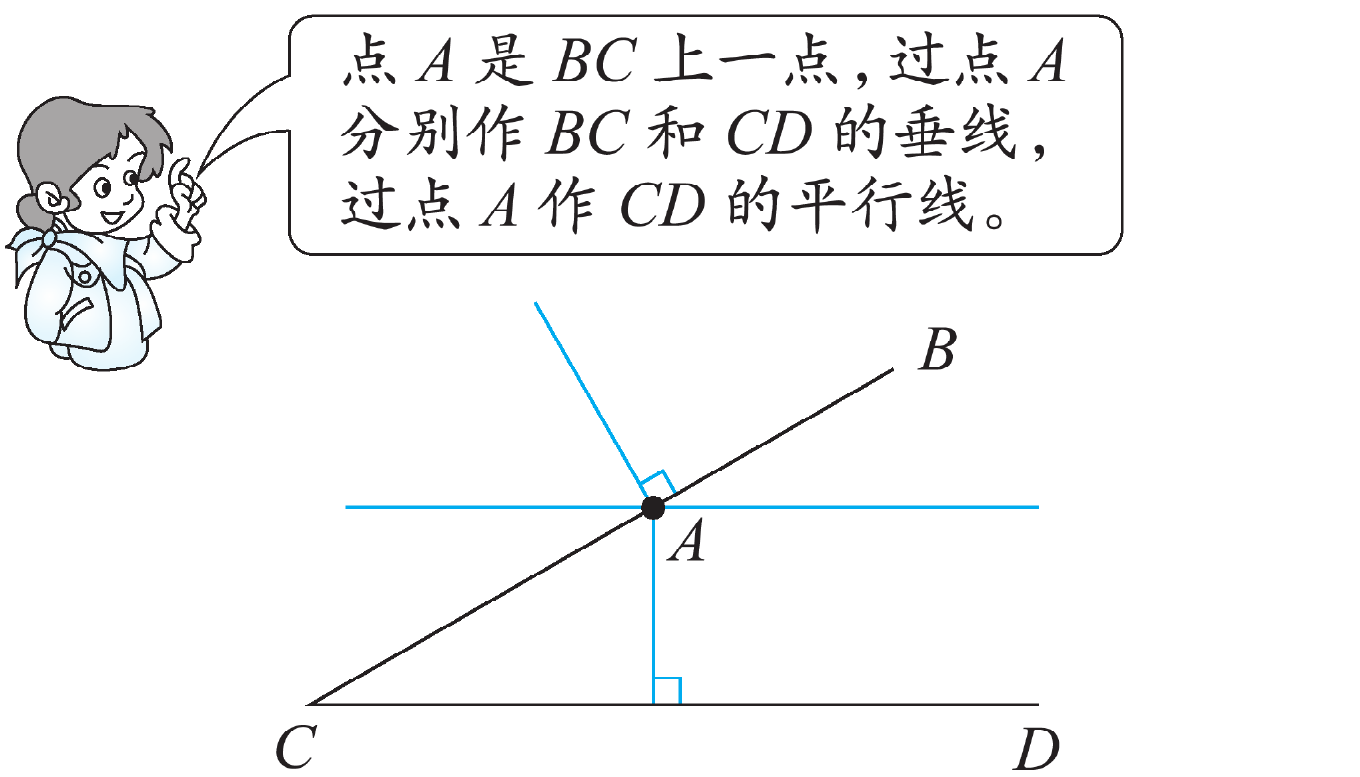 点 A 是 BC 上一点，过点 A
分别作 BC 和 CD 的垂线，
过点 A 作 CD 的平行线。
B
A
C
D